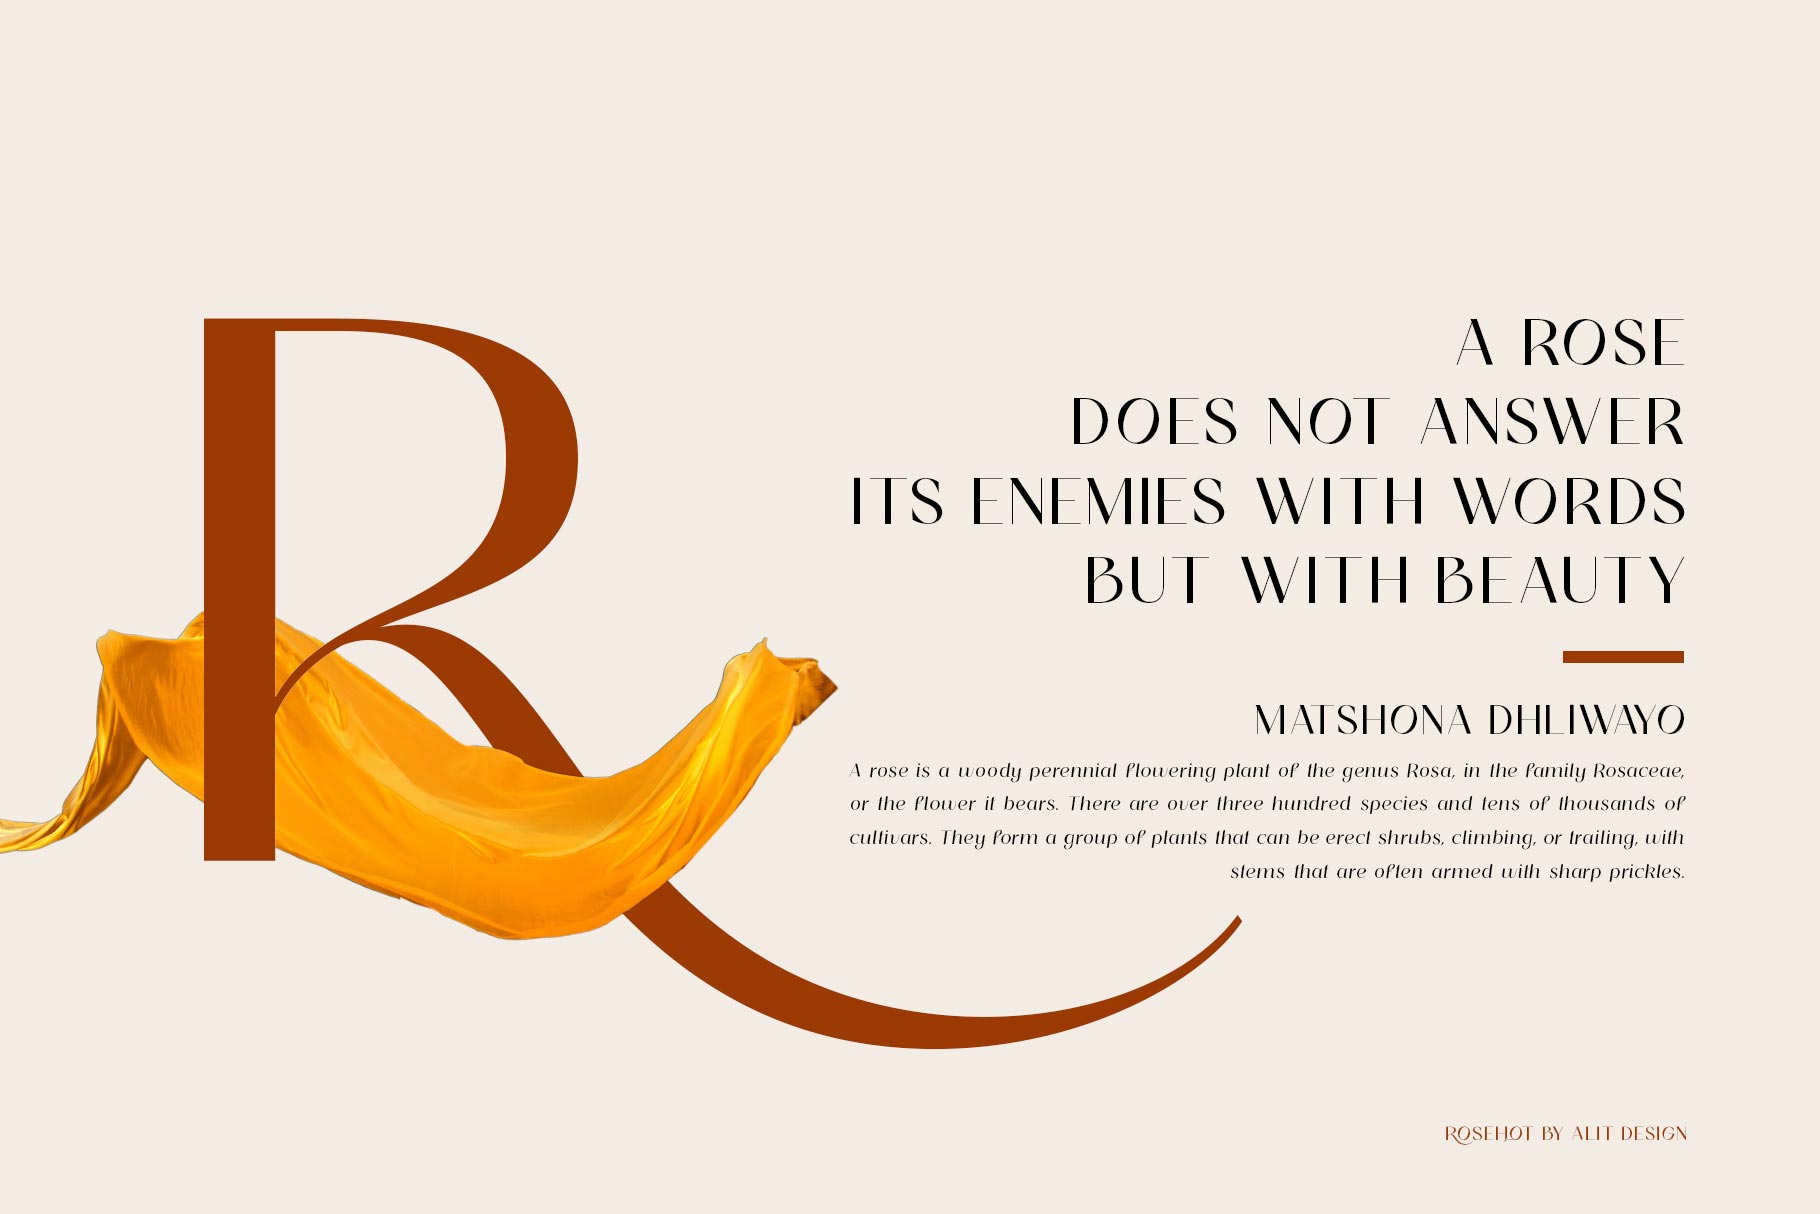 R
A ROSE
DOES NOT ANSWER
ITS ENEMIES WITH WORDS
BUT WITH BEAUTY
MATSHONA DHLIWAYO
A rose is a woody perennial flowering plant of the genus Rosa, in the family Rosaceae,
or the flower it bears. There are over three hundred species and tens of thousands of
cultivars. They form a group of plants that can be erect shrubs, climbing, or trailing, with
stems that are often armed with sharp prickles.
ROSEHOT BY ALIT DESIGN